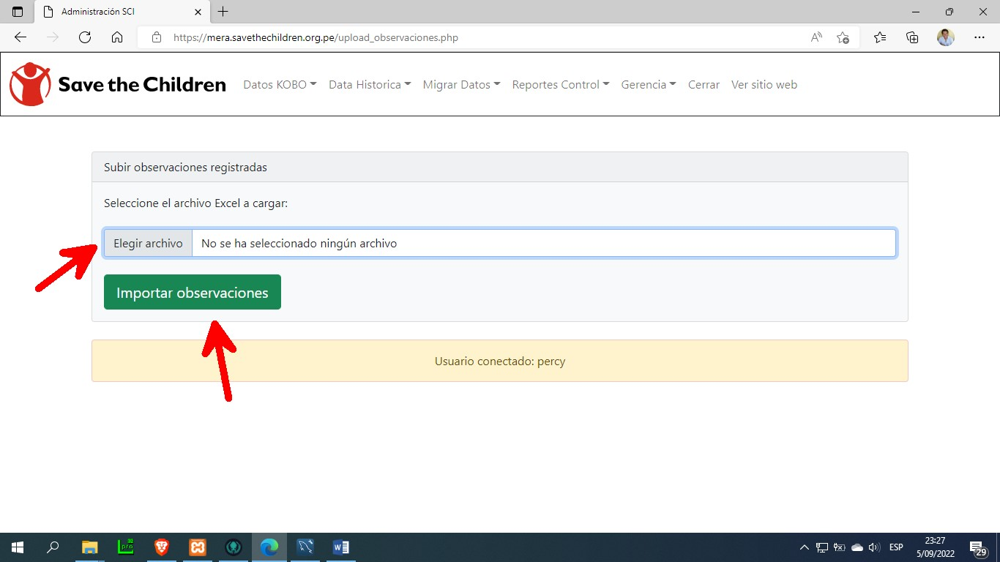 Administración SCI
https://mera.savethechildren.org.pe/upload_observaciones.php
Save the Children Datos KOBO Data Historica Migrar Datos Reportes Control Gerencia Cerrar Ver sitio web
Subir observaciones registradas
Seleccione el archivo Excel a cargar:
Elegir archivo No se ha seleccionado ningún archivo
Importar observaciones
Usuario conectado: percy
ESP
23:27
5/09/2022
29